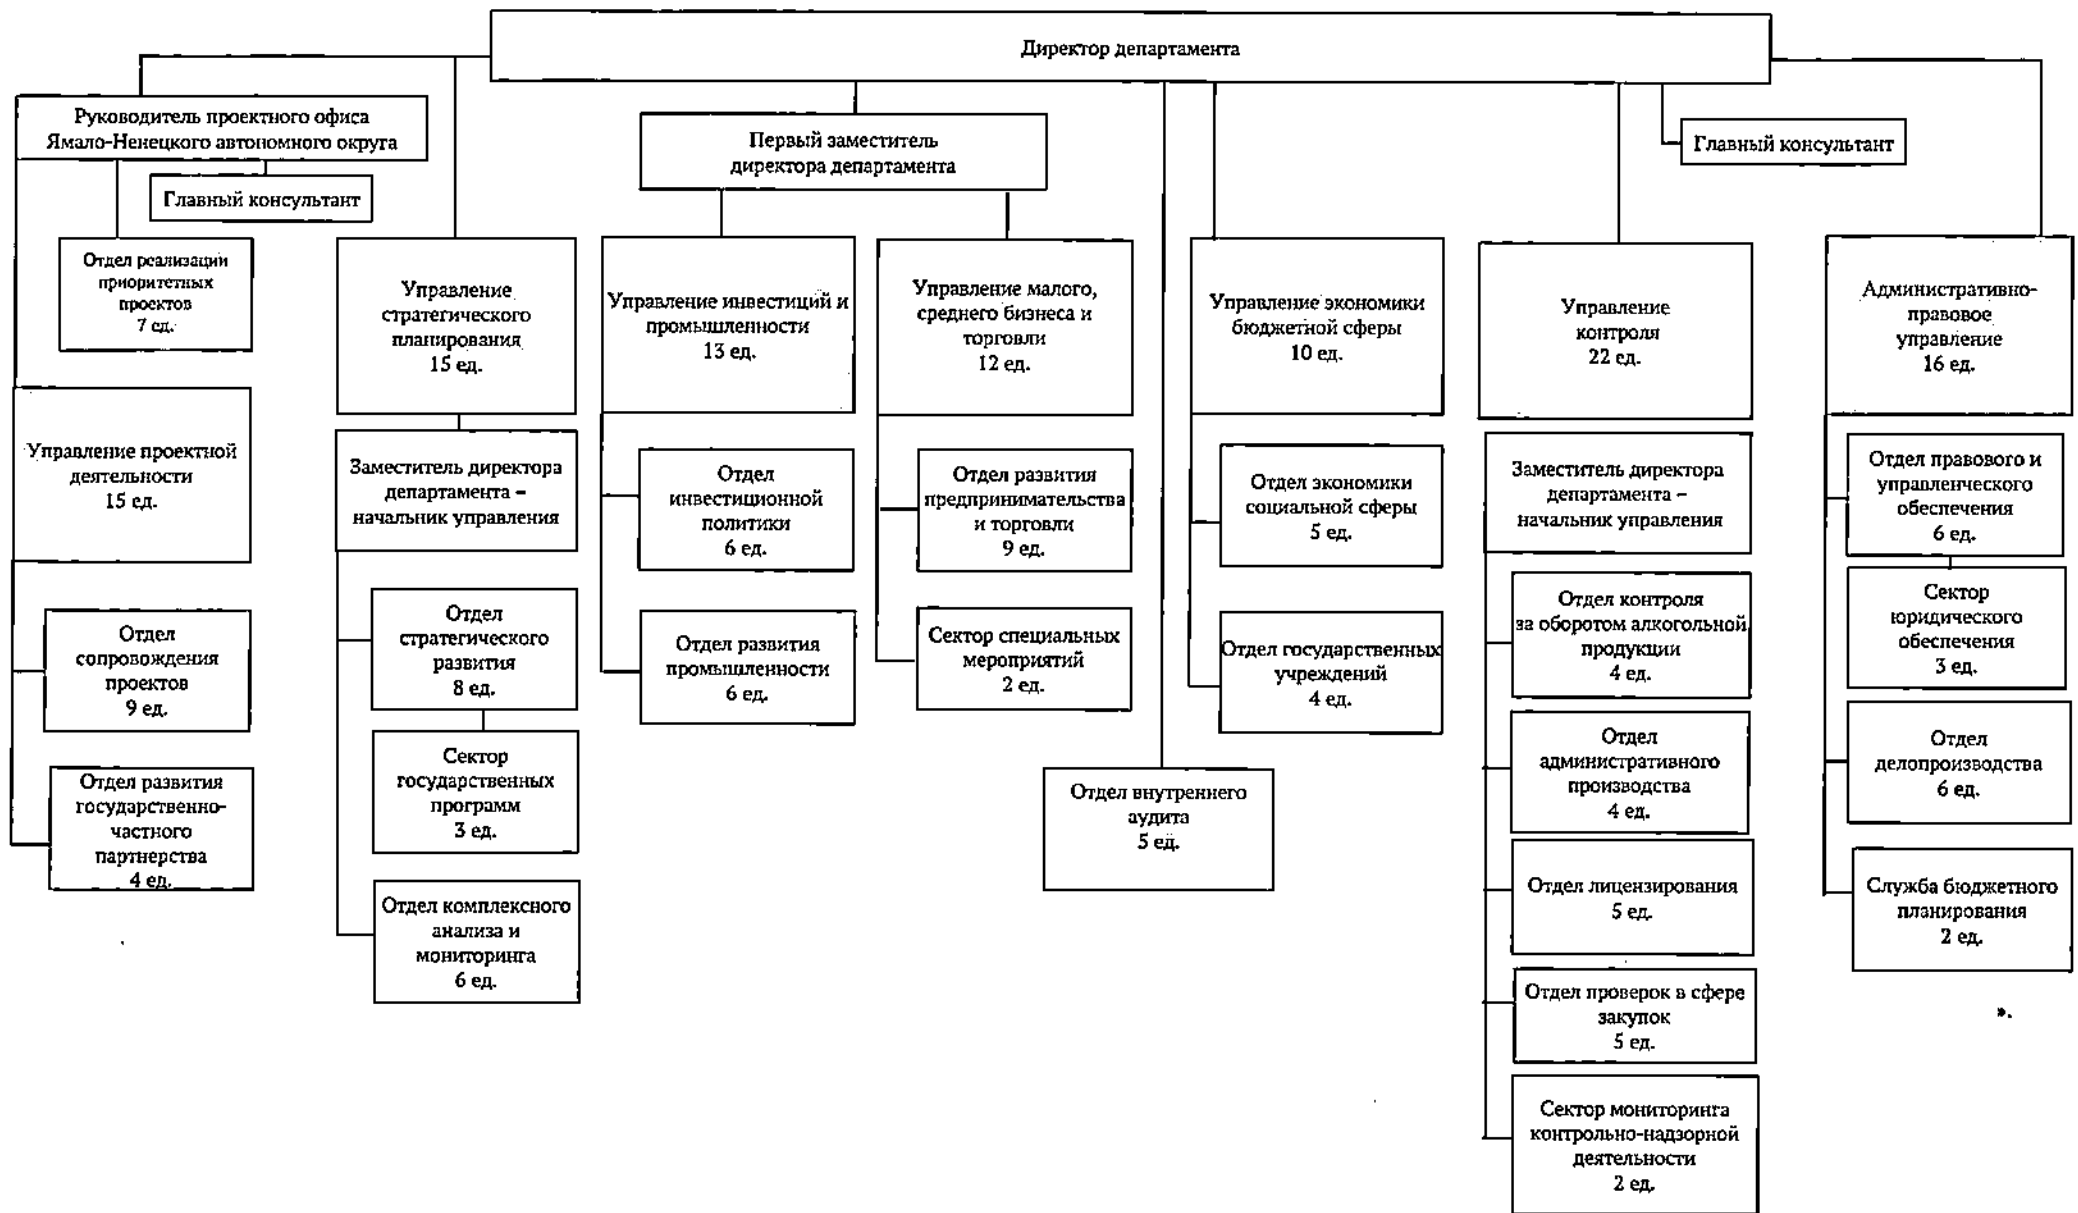 Директор департамента
Руководитель проектного офиса
Ямало-Ненецкого автономного округа
Главный консультант
Первый заместитель
директора департамента
Главный консультант
Отдел реализации
приоритетных
проектов
7 ед.
Управление
стратегического
планирования
15 ед.
Управление инвестиций и
промышленности
13 ед.
Управление малого,
среднего бизнеса и
торговли
12 ед.
Управление экономики
бюджетной сферы
10 ед.
Управление
контроля
22 ед.
Административно-
правовое
управление
16 ед.
Управление проектной
деятельности
15 ед.
Заместитель директора
департамента –
начальник управления
Отдел
инвестиционной
политики
6 ед.
Отдел развития
предпринимательства
и торговли
9 ед.
Отдел экономики
социальной сферы
5 ед.
Заместитель директора
департамента –
начальник управления
Отдел правового и
управленческого
обеспечения
6 ед.
Отдел
сопровождения
проектов
9 ед.
Отдел
стратегического
развития
8 ед.
Отдел развития
промышленности
6 ед.
Сектор специальных
мероприятий
2 ед.
Отдел государственных
учреждений
4 ед.
Отдел контроля
за оборотом алкогольной
продукции
4 ед.
Сектор
юридического
обеспечения
3 ед.
Отдел развития
государственно-
частного
партнерства
4 ед.
Сектор
государственных
программ
3 ед.
Отдел внутреннего
аудита
5 ед.
Отдел
административного
производства
4 ед.
Отдел
делопроизводства
6 ед.
Отдел комплексного
анализа и
мониторинга
6 ед.
Отдел лицензирования
5 ед.
Служба бюджетного
планирования
2 ед.
Отдел проверок в сфере
закупок
5 ед.
».
Сектор мониторинга
контрольно-надзорной
деятельности
2 ед.